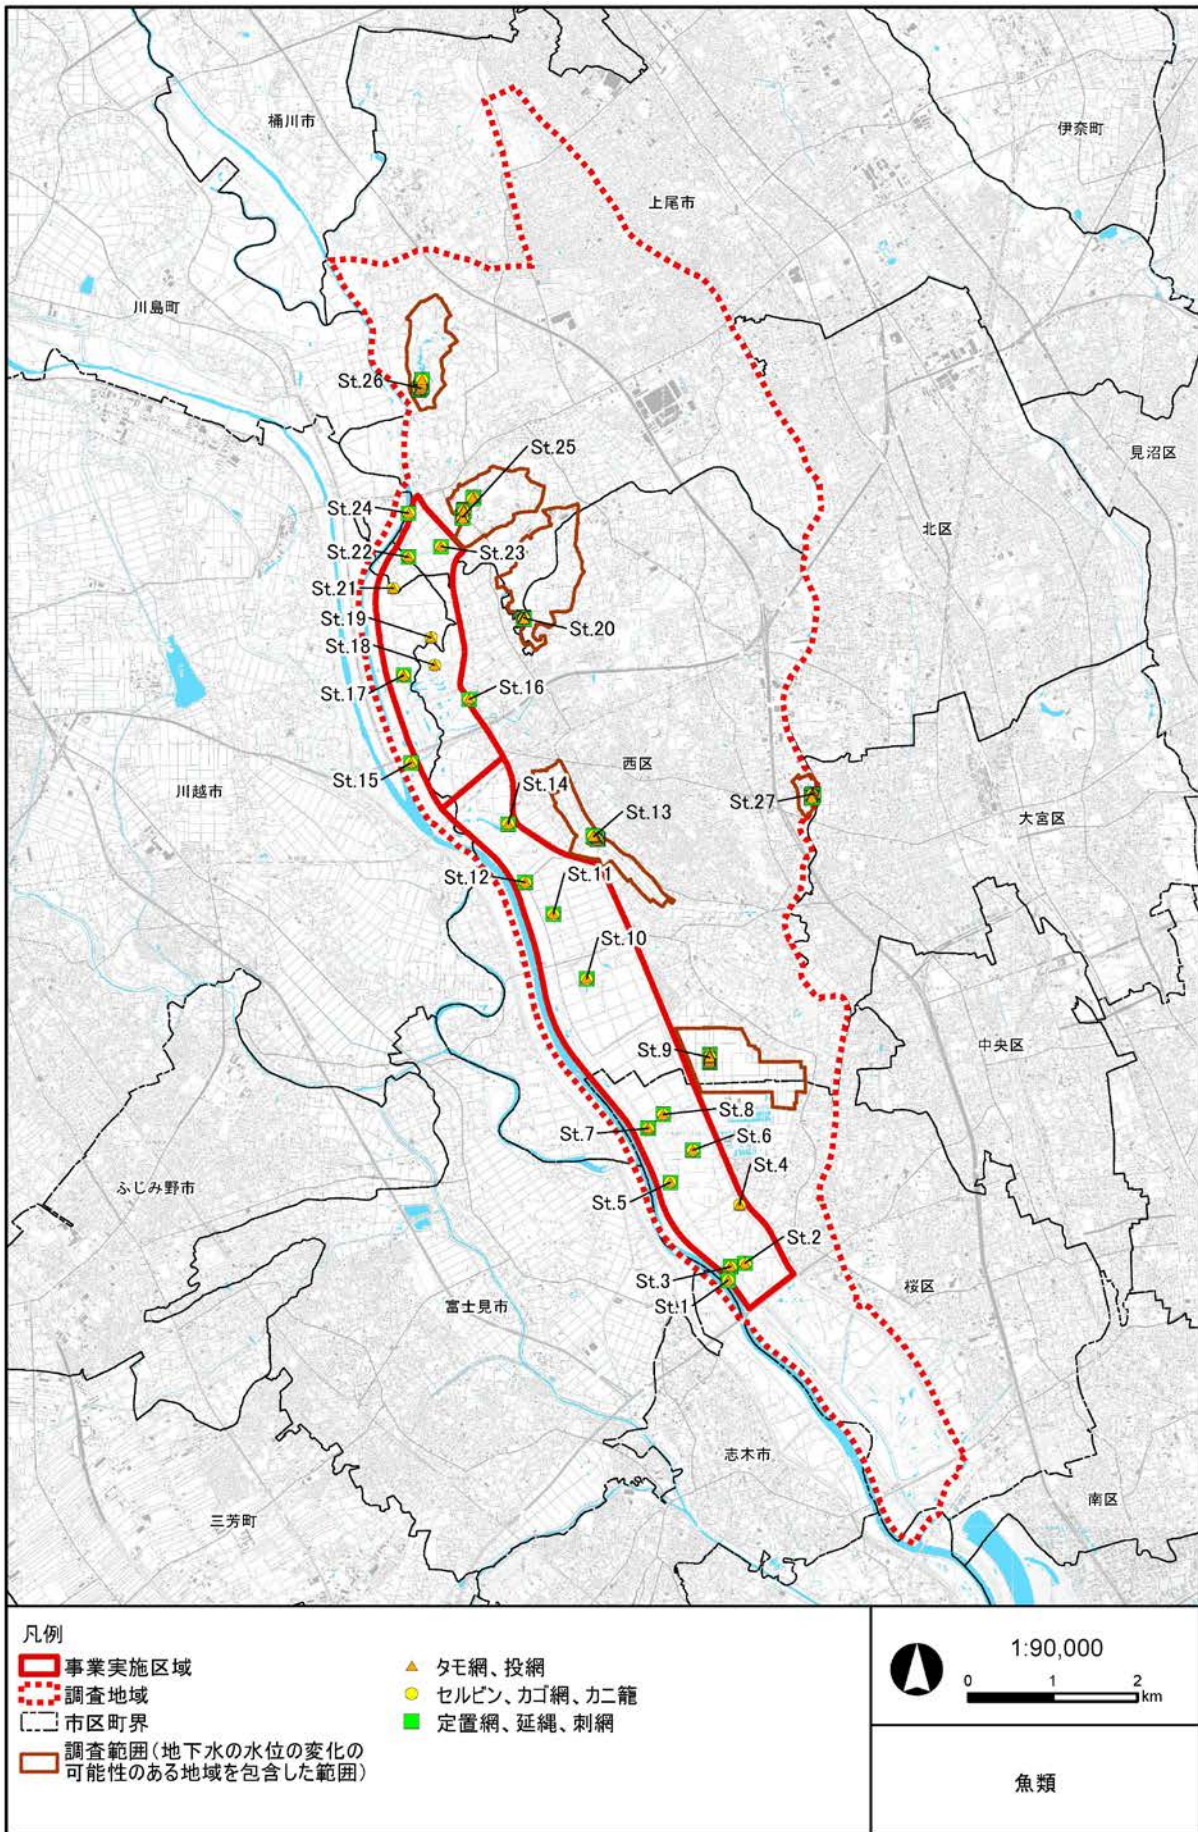 桶川市
伊奈町
上尾市
川島町
St.26
見沼区
St.25
St.24
北区
St.23
St.22
St.21
St.20
St.19
St.18
St.17
St.16
西区
St.15
川越市
St.14
St.27
St.13
大宮区
St.12
St.11
St.10
St.9
中央区
St.8
St.7
St.6
St.4
ふじみ野市
St.5
St.2
St.3
St.1
桜区
富士見市
志木市
南区
三芳町
凡例
事業実施区域
調査地域
市区町界
調査範囲(地下水の水位の変化の
可能性のある地域を包含した範囲)
タモ網、投網
セルビン、カゴ網、カニ籠
定置網、延縄、刺網
1:90,000
0 1 2
km
魚類